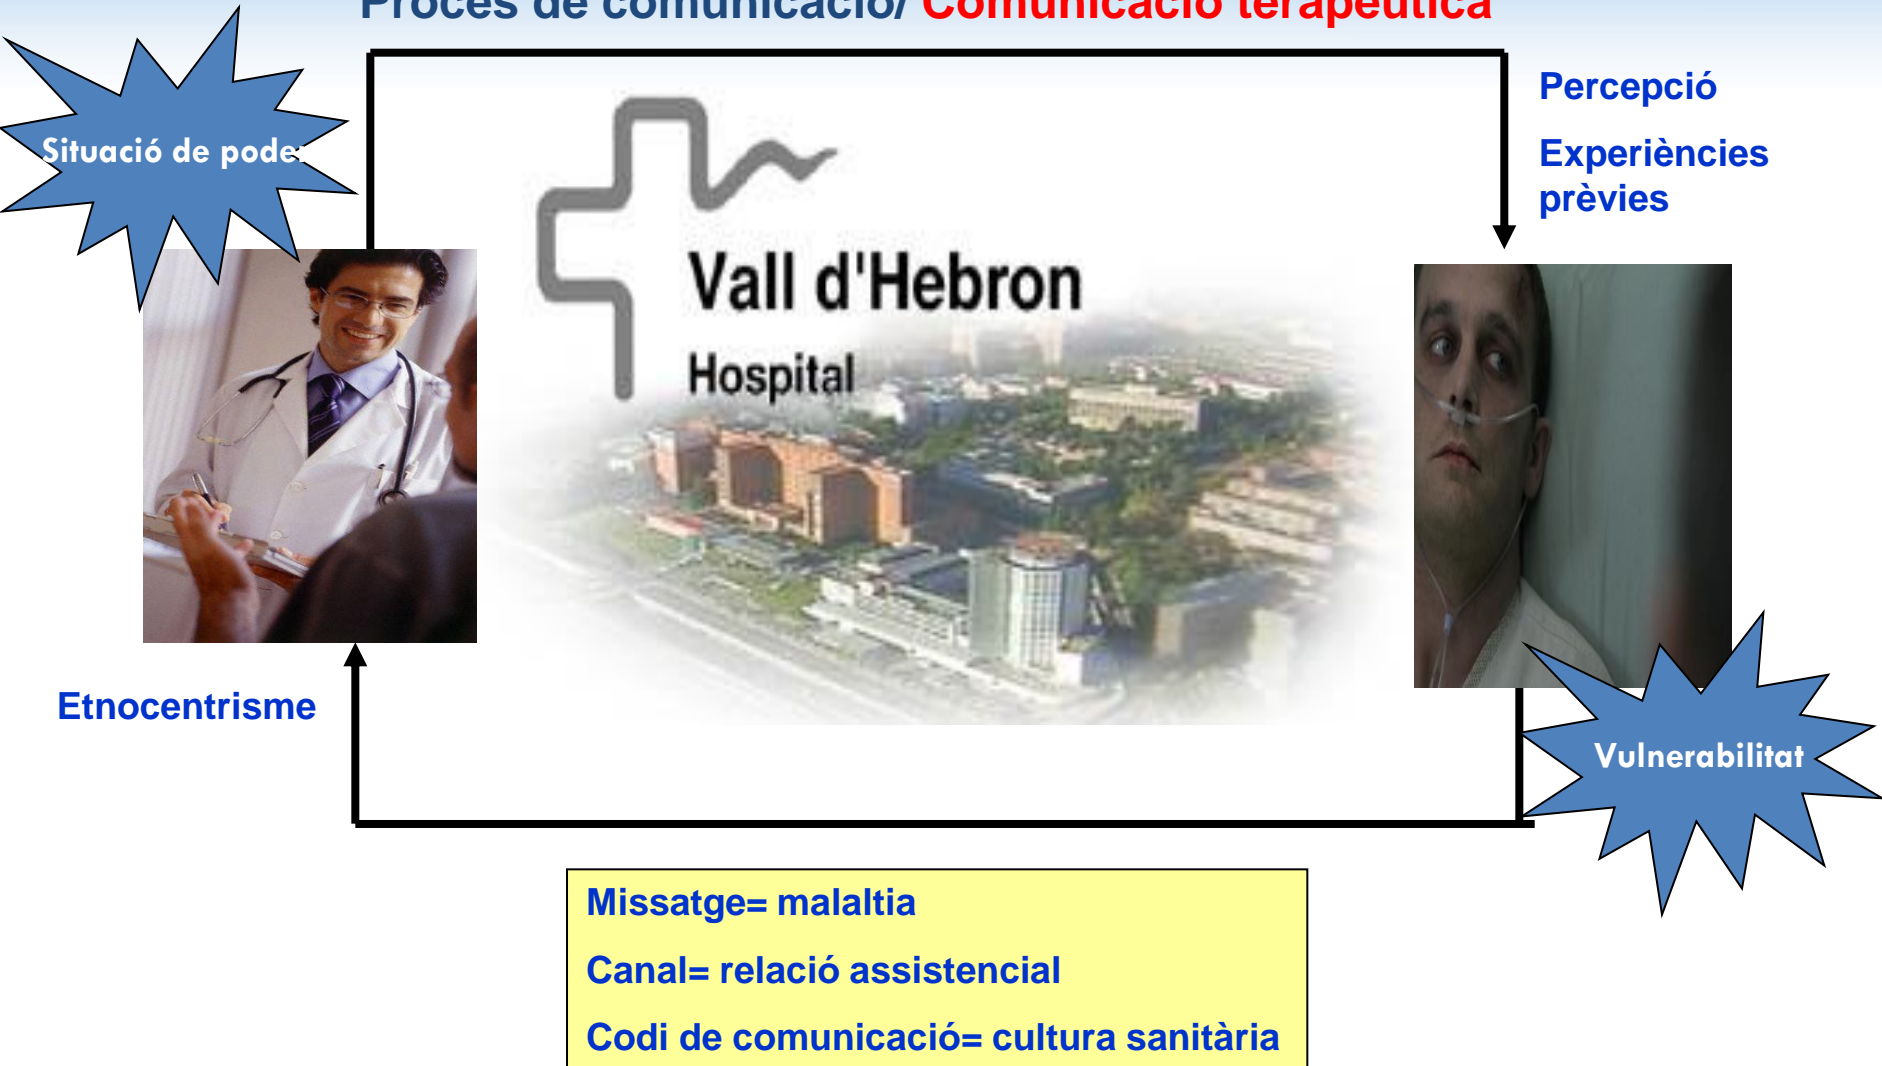 Procés de comunicació/ Comunicació terapèutica
Situació de poder
Percepció
Experiències
prèvies
Vall d'Hebron
Hospital
Etnocentrisme
Vulnerabilitat
Missatge= malaltia
Canal= relació assistencial
Codi de comunicació= cultura sanitària